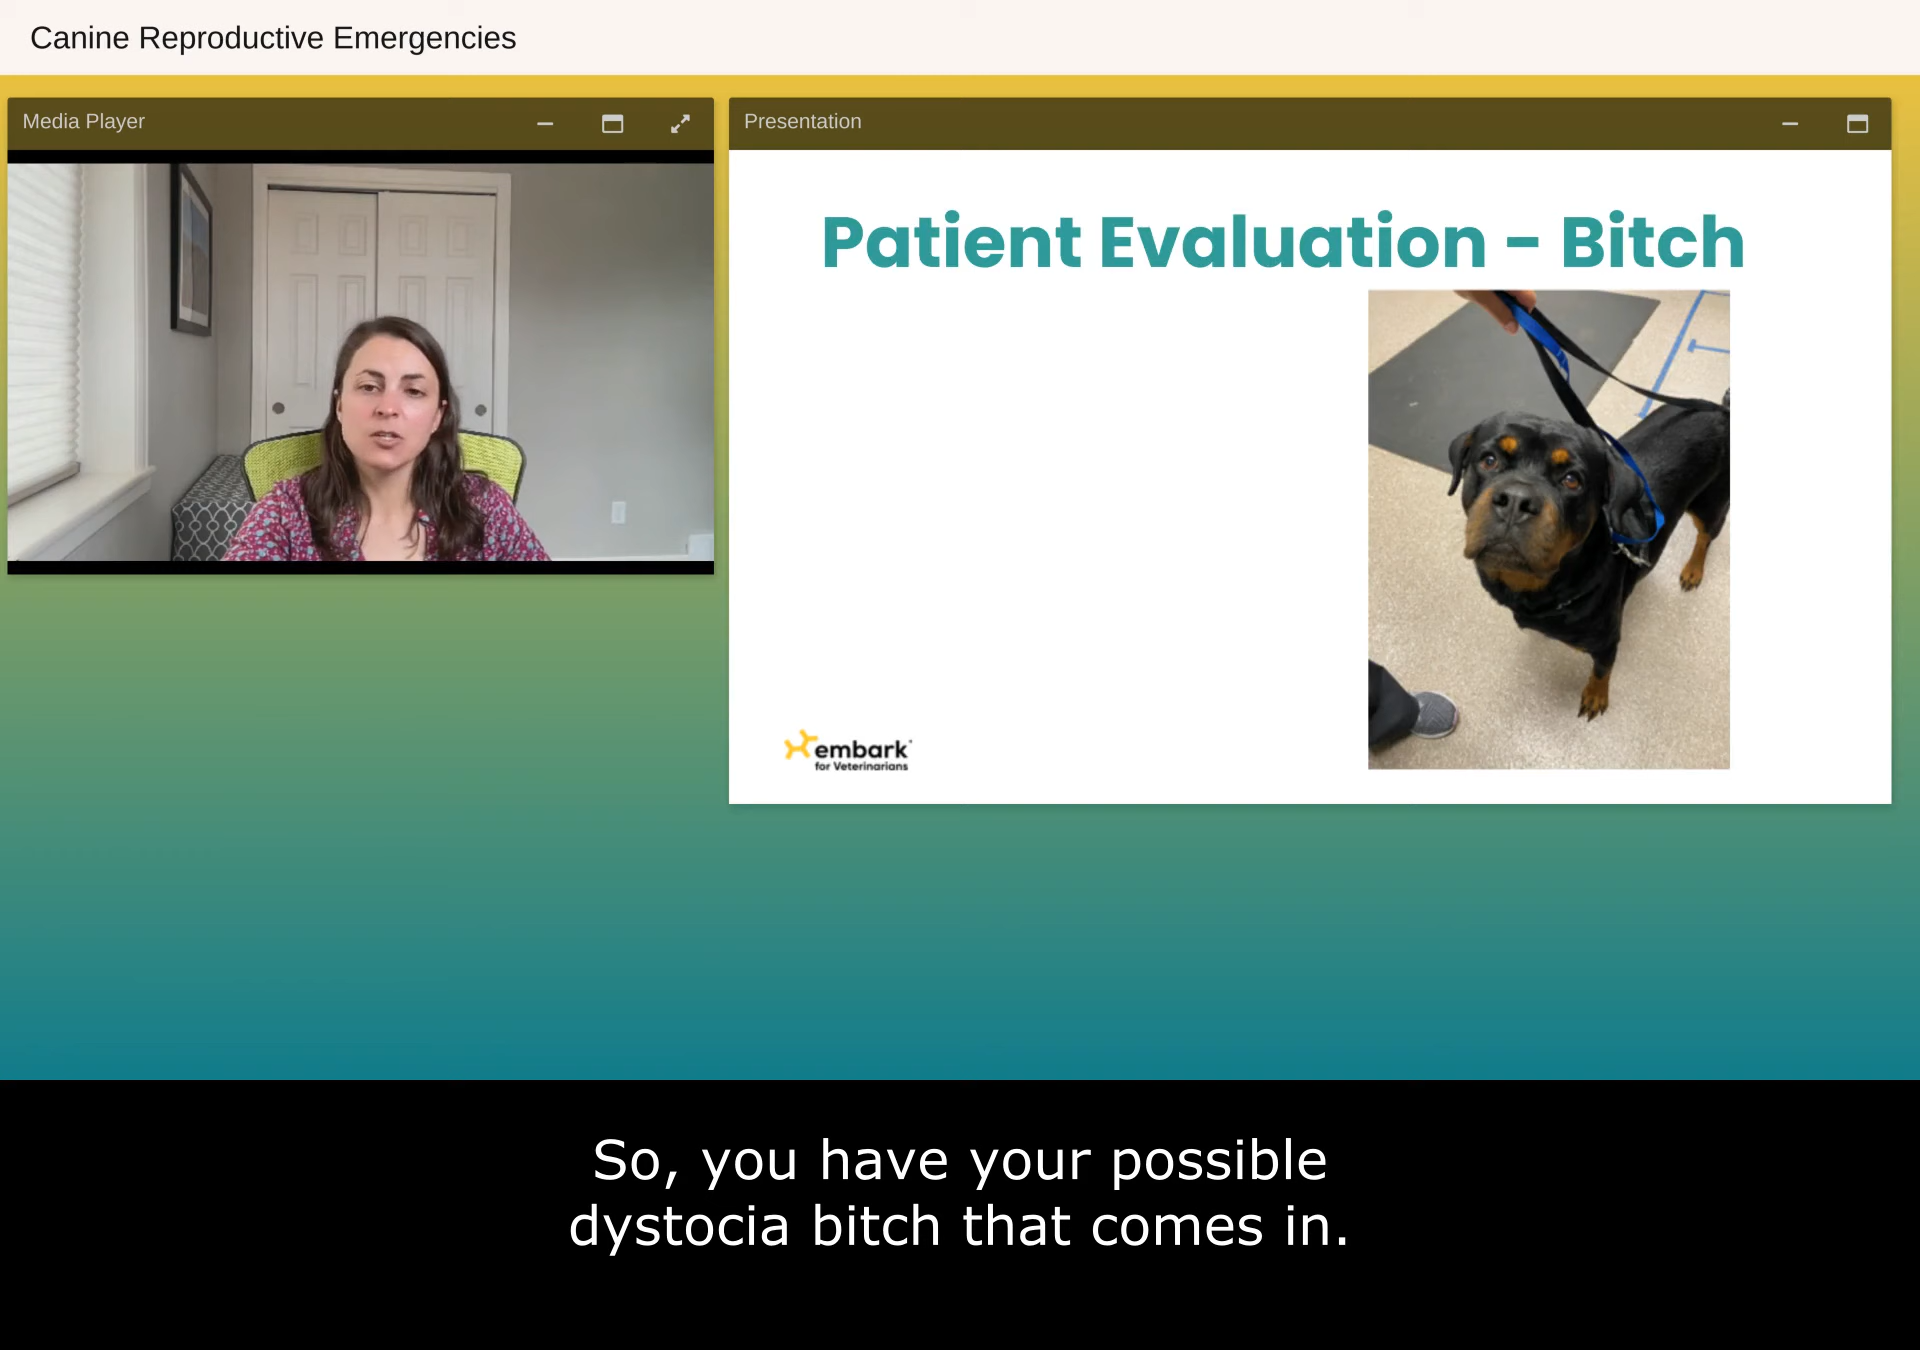 Canine Reproductive Emergencies
Media Player
Presentation
Patient Evaluation - Bitch
embark
for Veterinarians
So, you have your possible
dystocia bitch that comes in.